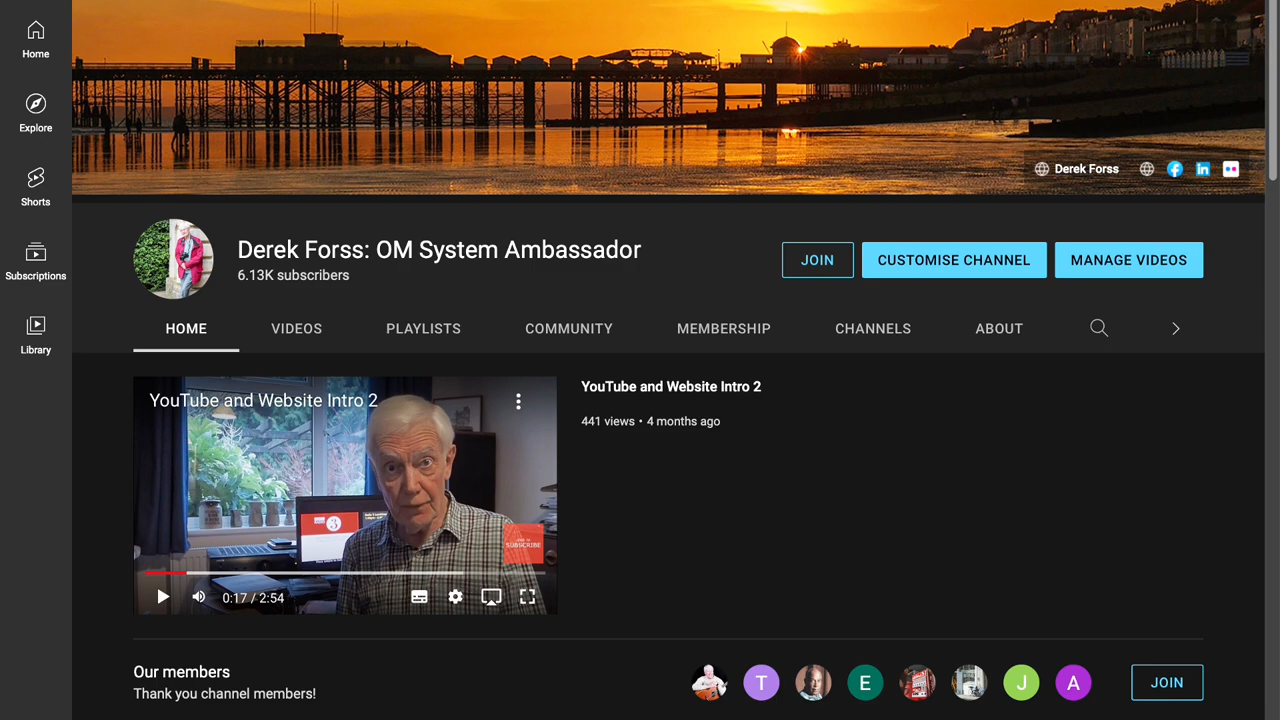 Home
Explore
Shorts
Subscriptions
Library
Derek Forss
Derek Forss: OM System Ambassador
6.13K subscribers
JOIN
CUSTOMISE CHANNEL
MANAGE VIDEOS
HOME
VIDEOS
PLAYLISTS
COMMUNITY
MEMBERSHIP
CHANNELS
ABOUT
YouTube and Website Intro 2
3
SUBSCRIBE
0:17 / 2:54
YouTube and Website Intro 2
441 views • 4 months ago
Our members
Thank you channel members!
T
E
J
A
JOIN